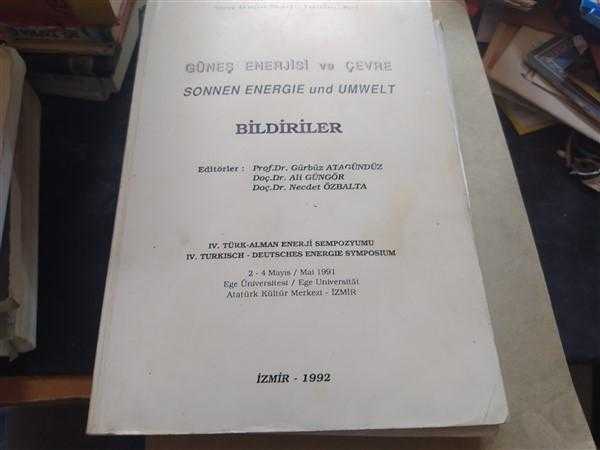 GÜNEŞ ENERJİSİ ve ÇEVRE
SONNEN ENERGIE und UMWELT
BİLDİRİLER
Editörler : Prof.Dr. Gürbüz ATAGÜNDÜZ
Doç.Dr. Ali GÜNGÖR
Doç.Dr. Necdet ÖZBALTA
IV. TÜRK-ALMAN ENERJİ SEMPOZYUMU
IV. TURKISCH - DEUTSCHES ENERGIE SYMPOSIUM
2 - 4 Mayıs / Mai 1991
Ege Üniversitesi / Ege Universität
Atatürk Kültür Merkezi - İZMİR
İZMİR - 1992